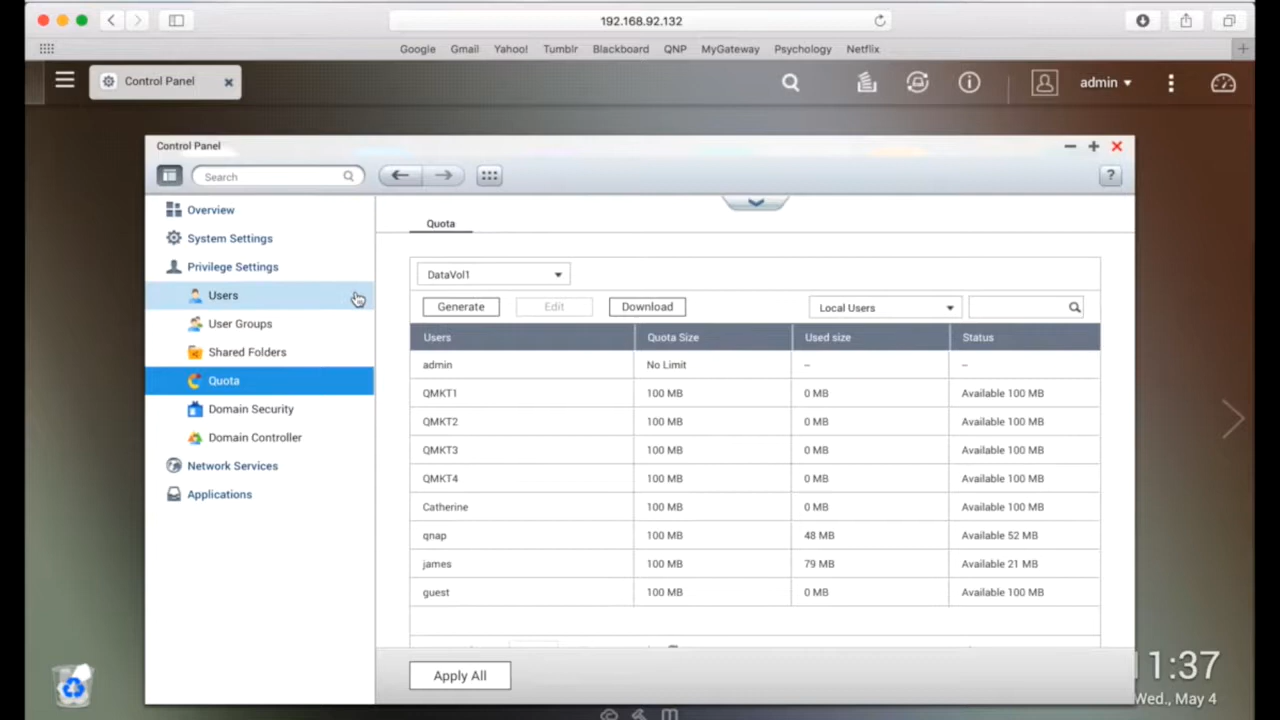 192.168.92.132
Google Gmail Yahoo! Tumblr Blackboard QNP MyGateway Psychology Netflix
Control Panel
admin
Control Panel
Search
?
Overview
System Settings
Privilege Settings
Users
User Groups
Shared Folders
Quota
Domain Security
Domain Controller
Network Services
Applications
Quota
DataVol1
Generate Edit Download Local Users
Users Quota Size Used size Status
admin No Limit -- --
QMKT1 100 MB 0 MB Available 100 MB
QMKT2 100 MB 0 MB Available 100 MB
QMKT3 100 MB 0 MB Available 100 MB
QMKT4 100 MB 0 MB Available 100 MB
Catherine 100 MB 0 MB Available 100 MB
qnap 100 MB 48 MB Available 52 MB
james 100 MB 79 MB Available 21 MB
guest 100 MB 0 MB Available 100 MB
Apply All
11:37
Wed., May 4